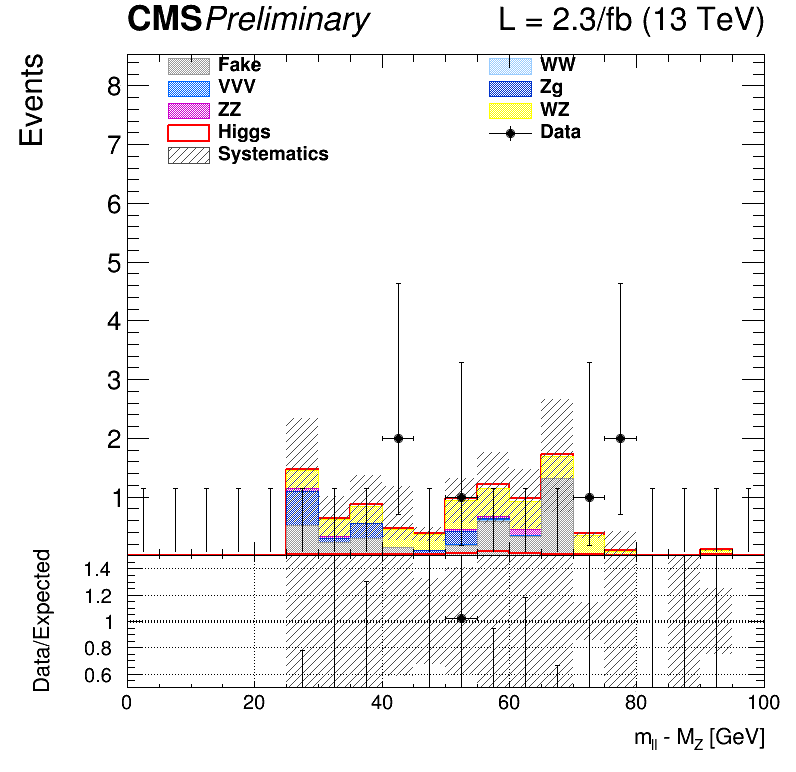 CMS Preliminary L = 2.3/fb (13 TeV)
Events
8
7
6
5
4
3
2
1
Fake WW
VVV Zg
ZZ WZ
Higgs Data
Systematics
Data/Expected
1.4
1.2
1
0.8
0.6
0 20 40 60 80 100
m_ll - M_Z [GeV]